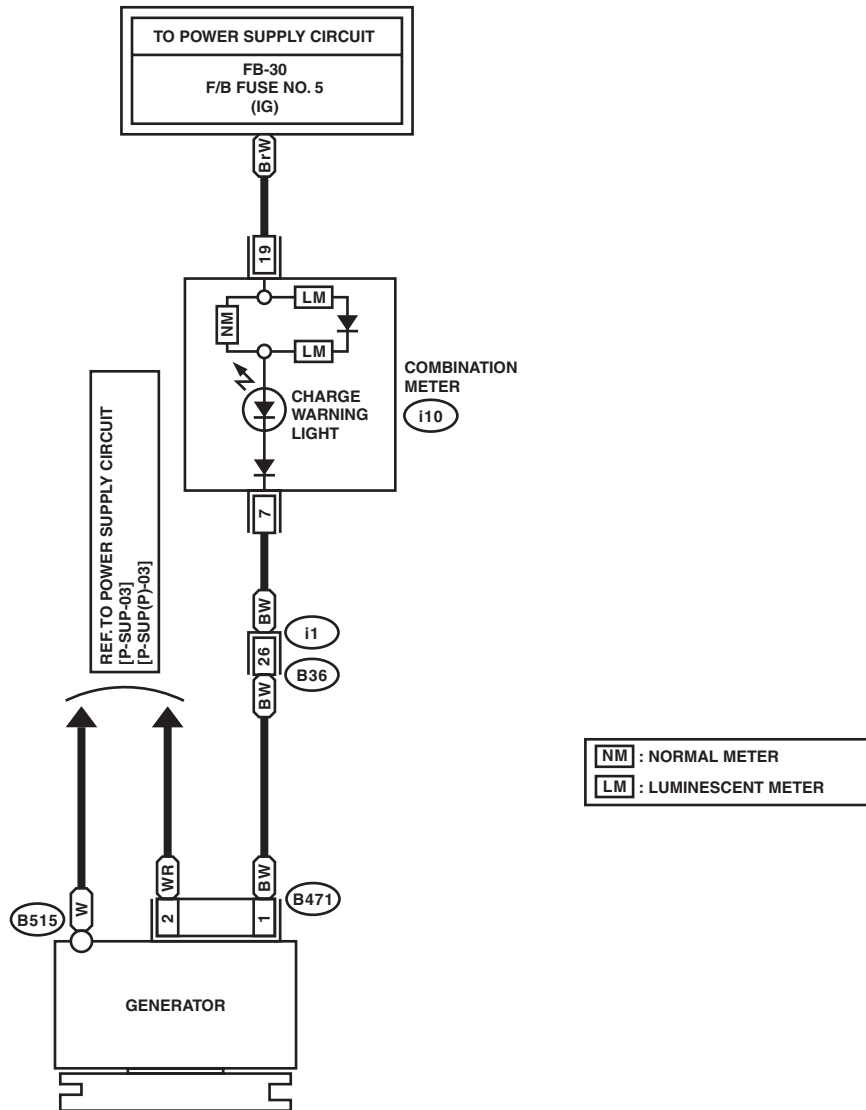 TO POWER SUPPLY CIRCUIT
FB-30
F/B FUSE NO. 5
(IG)
BrW
19
LM
NM
LM
COMBINATION
METER
i10
CHARGE
WARNING
LIGHT
REF. TO POWER SUPPLY CIRCUIT
[P-SUP-03]
[P-SUP(P)-03]
7
BW
i1
26
B36
BW
NM : NORMAL METER
LM : LUMINESCENT METER
WR
BW
B471
B515
W
2
1
GENERATOR